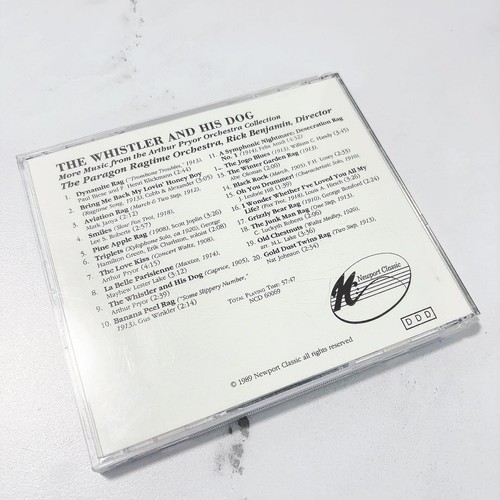 THE WHISTLER AND HIS DOG
More Music from the Arthur Pryor Orchestra Collection
The Paragon Ragtime Orchestra, Rick Benjamin, Director
1. Dynamite Rag ("Trombone Troubles," 1913),
Paul Biese and F. Henri Klickmann (2:44)
2. Bring Me Back My Lovin' Honey Boy
(Ragtime Song, 1913), Cobb & Alexander (3:05)
3. Aviation Rag (March & Two Step, 1912),
Mark Janza (2:12)
4. Smiles (Slow Fox Trot, 1918),
Lee S. Roberts (2:57)
5. Pine Apple Rag (1908), Scott Joplin (3:26)
6. Triplets (Xylophone Solo, ca. 1920), George
Hamilton Green; Erik Charlston, soloist (2:08)
7. The Love Kiss (Concert Waltz, 1908),
Arthur Pryor (4:15)
8. La Belle Parisienne (Maxixe, 1914),
Mayhew Lester Lake (3:12)
9. The Whistler and His Dog (Caprice, 1905),
Arthur Pryor (2:39)
10. Banana Peel Rag ("Some Slippery Number,"
1913), Gus Winkler (2:14)
11. A Symphonic Nightmare: Desecration Rag
No. 1 (1914), Felix Arndt
12. The Jogo Blues (1913), William C. Handy (3:45)
13. The Winter Garden Rag (1913),
Abe Olman (2:33)
14. Black Rock (March, 1905), F.H. Losey (2:35)
15. Oh You Drummer! (Characteristic Solo, 1910),
J. Leubrie Hill (1:39)
16. I Wonder Whether I've Loved You All My
Life? (Fox Trot, 1918), Louis A. Hirsch (3:26)
17. Grizzly Bear Rag (1910), George Botsford (2:24)
18. The Junk Man Rag (One Step, 1913),
C. Luckyth Roberts (2:06)
19. Old Chestnuts (Waltz Medley, 1913),
arr. M.L. Lake (3:36)
20. Gold Dust Twins Rag (Two Step, 1913),
Nat Johnson (2:34)
TOTAL PLAYING TIME: 57:47
NCD 60069
Newport Classic
DDD
© 1989 Newport Classic all rights reserved